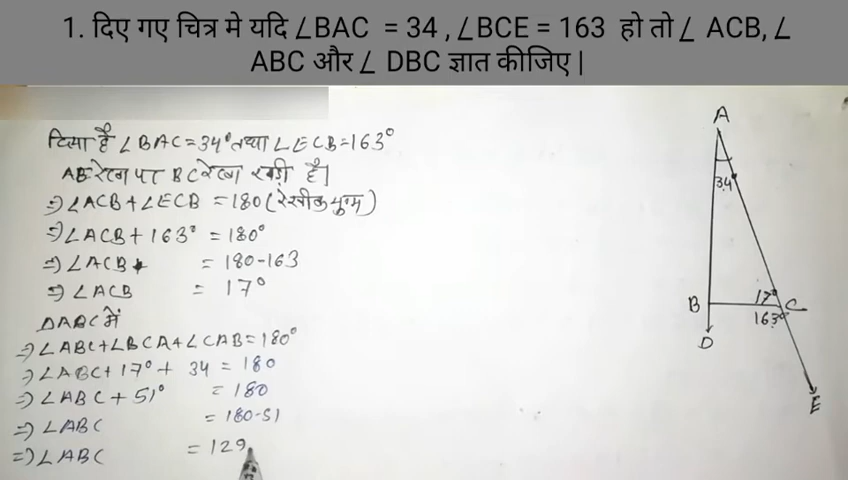 1. दिए गए चित्र मे यदि ∠BAC = 34 , ∠BCE = 163 हो तो ∠ ACB, ∠
ABC और ∠ DBC ज्ञात कीजिए |
दिया है ∠BAC=34° तथा ∠ECB=163°
AE रेखा पर BC रेखा खड़ी है।
⇒ ∠ACB+∠ECB = 180 (रेखीक युग्म)
⇒ ∠ACB + 163° = 180°
⇒ ∠ACB = 180-163
⇒ ∠ACB = 17°
ΔABC में
⇒ ∠ABC+∠BCA+∠CAB=180°
⇒ ∠ABC+17°+ 34 = 180
⇒ ∠ABC + 51° = 180
⇒ ∠ABC = 180-51
⇒ ∠ABC = 129
A
34
B
17°
C
163°
D
E